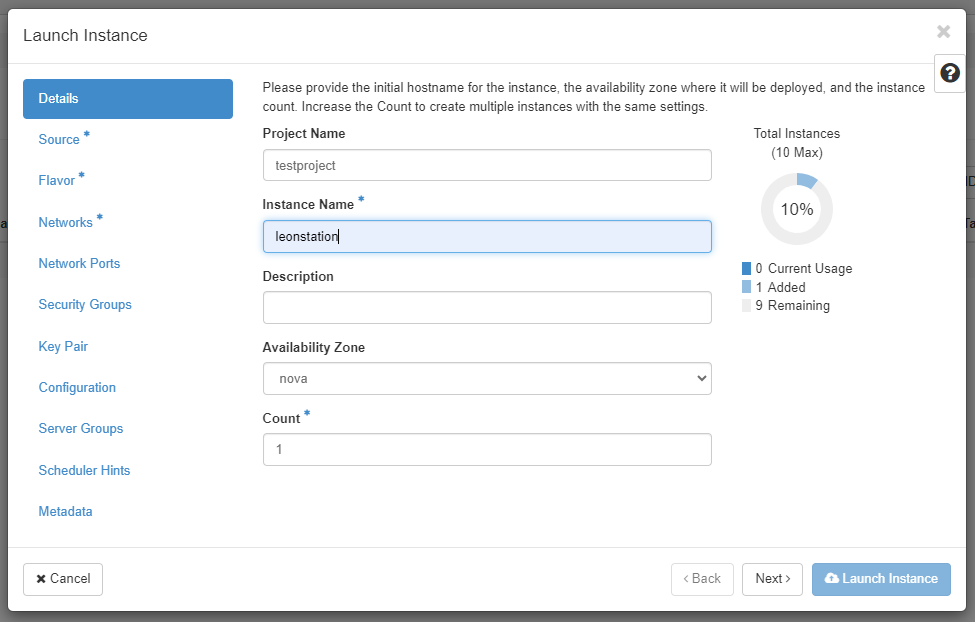 Launch Instance
×
Details
Source *
Flavor *
Networks *
Network Ports
Security Groups
Key Pair
Configuration
Server Groups
Scheduler Hints
Metadata
Please provide the initial hostname for the instance, the availability zone where it will be deployed, and the instance
count. Increase the Count to create multiple instances with the same settings.
Project Name
testproject
Instance Name *
leonstation
Description
Availability Zone
nova
Count *
1
Total Instances
(10 Max)
10%
0 Current Usage
1 Added
9 Remaining
?
× Cancel
‹ Back
Next ›
Launch Instance